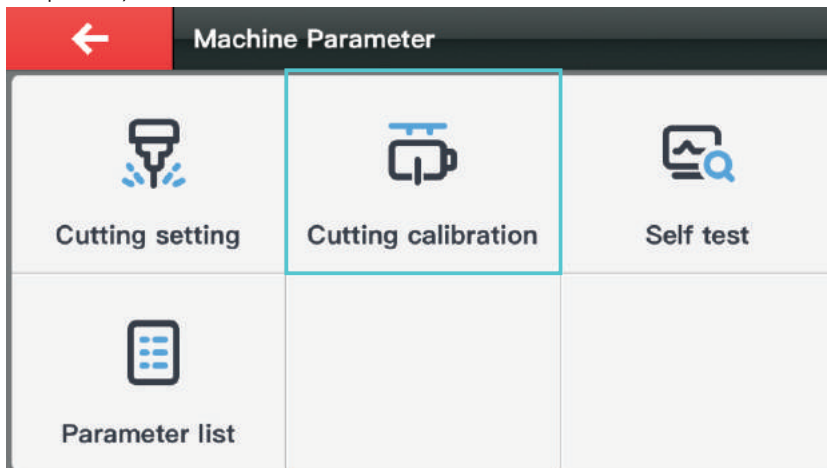 Machine Parameter
Cutting setting
Cutting calibration
Self test
Parameter list